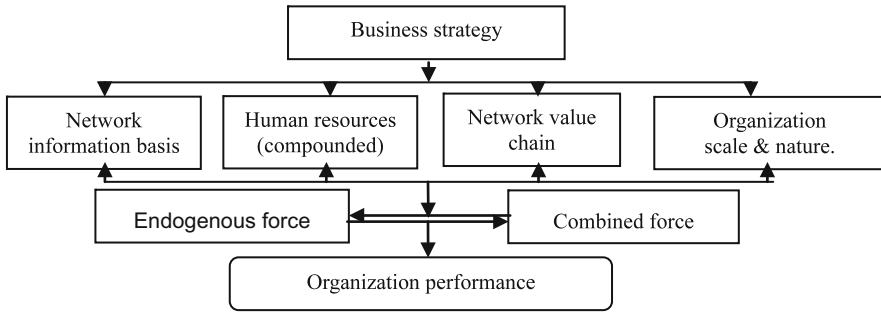 Business strategy
Network
information basis
Human resources
(compounded)
Network value
chain
Organization
scale & nature.
Endogenous force
Combined force
Organization performance